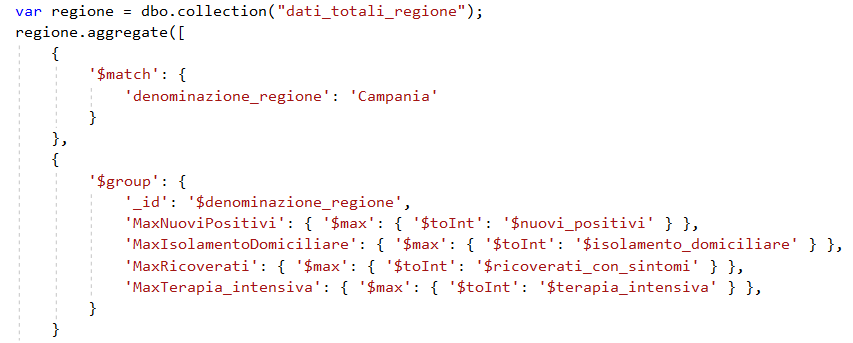 var regione = dbo.collection("dati_totali_regione");
regione.aggregate([
    {
        '$match': {
            'denominazione_regione': 'Campania'
        }
    },
    {
        '$group': {
            '_id': '$denominazione_regione',
            'MaxNuoviPositivi': { '$max': { '$toInt': '$nuovi_positivi' } },
            'MaxIsolamentoDomiciliare': { '$max': { '$toInt': '$isolamento_domiciliare' } },
            'MaxRicoverati': { '$max': { '$toInt': '$ricoverati_con_sintomi' } },
            'MaxTerapia_intensiva': { '$max': { '$toInt': '$terapia_intensiva' } },
        }
    }